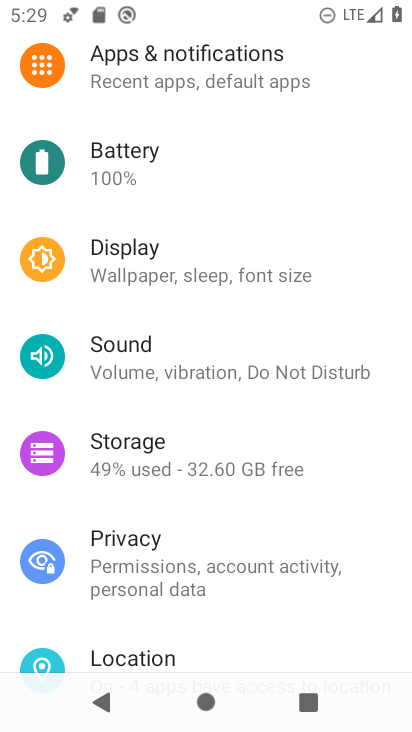 5:29
LTE
Apps & notifications
Recent apps, default apps
Battery
100%
Display
Wallpaper, sleep, font size
Sound
Volume, vibration, Do Not Disturb
Storage
49% used - 32.60 GB free
Privacy
Permissions, account activity,
personal data
Location
On - 4 apps have access to location